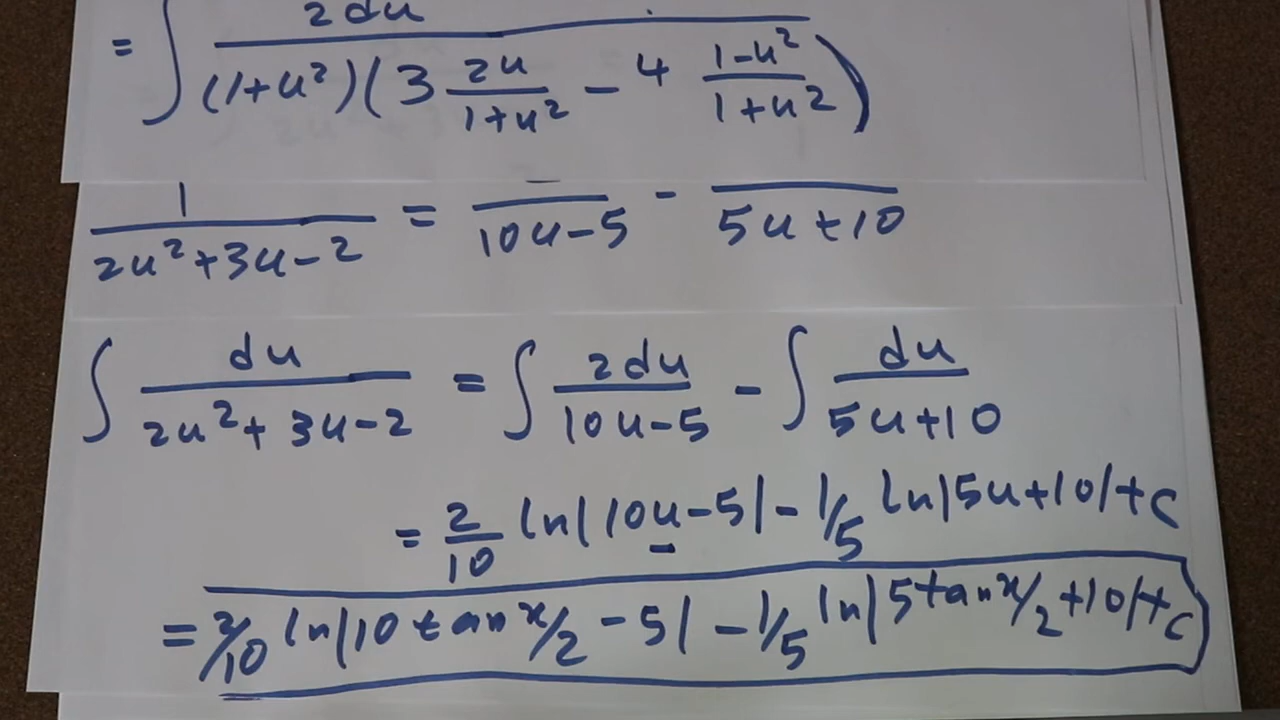 = ∫ 2du / (1+u²)(3 2u/1+u² - 4 1-u²/1+u²)
1/2u²+3u-2 = /10u-5 - /5u+10
∫ du/2u²+3u-2 = ∫ 2du/10u-5 - ∫ du/5u+10
= 2/10 ln|10u-5| - 1/5 ln|5u+10|+c
= 2/10 ln|10 tan x/2 - 5| - 1/5 ln|5 tan x/2 +10|+c